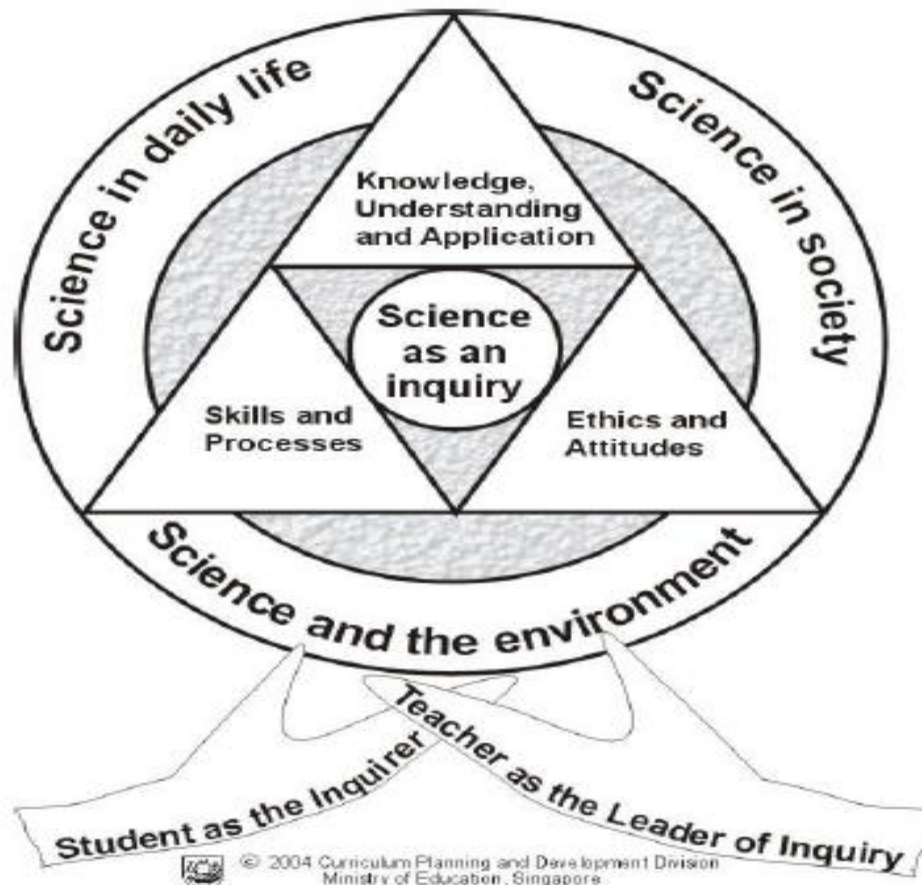 Science in daily life
Science in society
Knowledge,
Understanding
and Application
Science
as an
inquiry
Skills and
Processes
Ethics and
Attitudes
Science and the environment
Student as the Inquirer
Teacher as the Leader of Inquiry
© 2004 Curriculum Planning and Development Division
Ministry of Education, Singapore